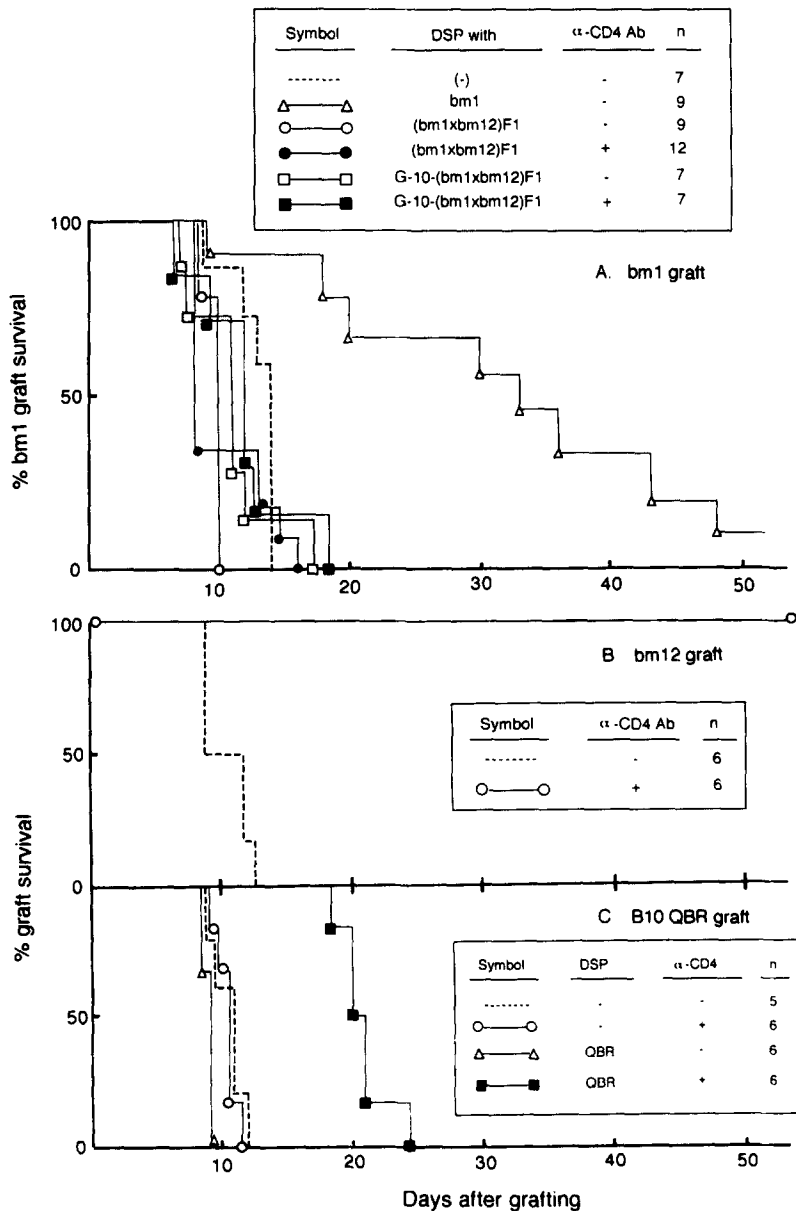 Symbol DSP with α-CD4 Ab n
(-) - 7
bm1 - 9
(bm1xbm12)F1 - 9
(bm1xbm12)F1 + 12
G-10-(bm1xbm12)F1 - 7
G-10-(bm1xbm12)F1 + 7
100
A. bm1 graft
50
% bm1 graft survival
0
10 20 30 40 50
100
B bm12 graft
Symbol α-CD4 Ab n
- 6
+ 6
50
0
% graft survival
C B10 QBR graft
Symbol DSP α-CD4 n
- - 5
- + 6
QBR - 6
QBR + 6
50
0
10 20 30 40 50
Days after grafting